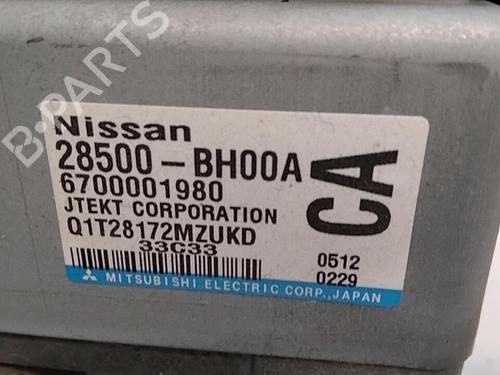 B-PARTS
Nissan
28500-BH00A
6700001980
JTEKT CORPORATION
Q1T28172MZUKD
33C33
CA
0512
0229
MITSUBISHI ELECTRIC CORP., JAPAN